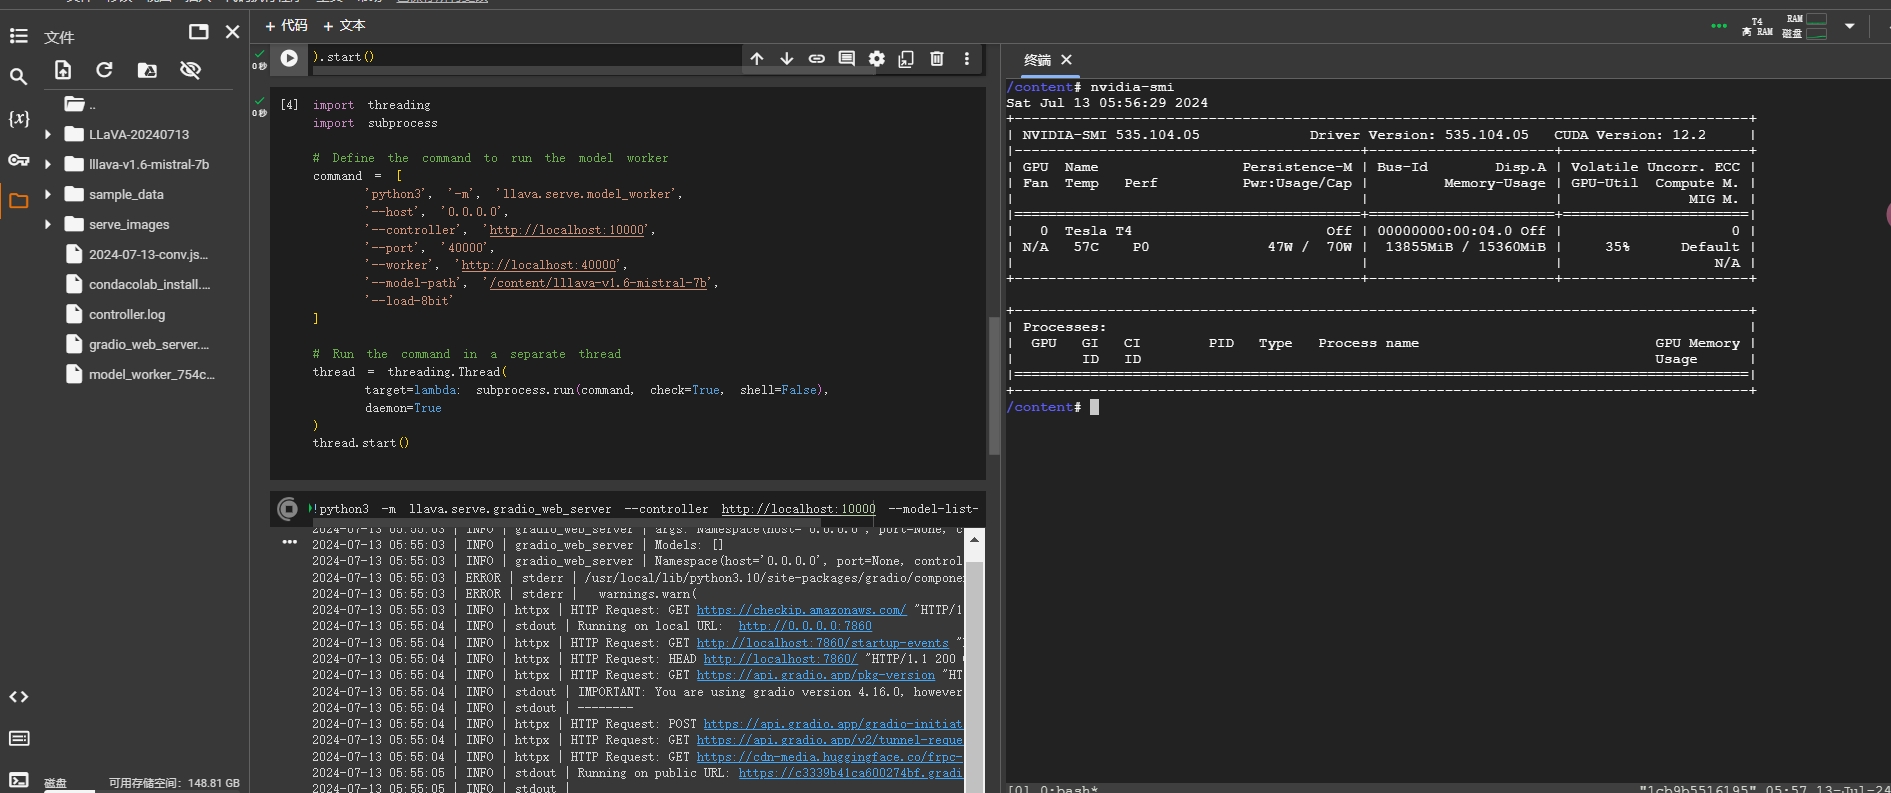 文件
..
LLaVA-20240713
lllava-v1.6-mistral-7b
sample_data
serve_images
2024-07-13-conv.js...
condacolab_install....
controller.log
gradio_web_server....
model_worker_754c...
磁盘
可用存储空间：148.81 GB
+ 代码 + 文本
T4
高 RAM
RAM
磁盘
0秒
).start()
0秒
[4] import threading
import subprocess
# Define the command to run the model worker
command = [
'python3', '-m', 'llava.serve.model_worker',
'--host', '0.0.0.0',
'--controller', 'http://localhost:10000',
'--port', '40000',
'--worker', 'http://localhost:40000',
'--model-path', '/content/lllava-v1.6-mistral-7b',
'--load-8bit'
]
# Run the command in a separate thread
thread = threading.Thread(
target=lambda: subprocess.run(command, check=True, shell=False),
daemon=True
)
thread.start()
!python3 -m llava.serve.gradio_web_server --controller http://localhost:10000 --model-list-
2024-07-13 05:55:03 | INFO | gradio_web_server | args: Namespace(host='0.0.0.0', port=None, c
2024-07-13 05:55:03 | INFO | gradio_web_server | Models: []
2024-07-13 05:55:03 | INFO | gradio_web_server | Namespace(host='0.0.0.0', port=None, control
2024-07-13 05:55:03 | ERROR | stderr | /usr/local/lib/python3.10/site-packages/gradio/compone
2024-07-13 05:55:03 | ERROR | stderr | warnings.warn(
2024-07-13 05:55:03 | INFO | httpx | HTTP Request: GET https://checkip.amazonaws.com/ "HTTP/1
2024-07-13 05:55:04 | INFO | stdout | Running on local URL: http://0.0.0.0:7860
2024-07-13 05:55:04 | INFO | httpx | HTTP Request: GET http://localhost:7860/startup-events "
2024-07-13 05:55:04 | INFO | httpx | HTTP Request: HEAD http://localhost:7860/ "HTTP/1.1 200
2024-07-13 05:55:04 | INFO | httpx | HTTP Request: GET https://api.gradio.app/pkg-version "HT
2024-07-13 05:55:04 | INFO | stdout | IMPORTANT: You are using gradio version 4.16.0, however
2024-07-13 05:55:04 | INFO | stdout | --------
2024-07-13 05:55:04 | INFO | httpx | HTTP Request: POST https://api.gradio.app/gradio-initiat
2024-07-13 05:55:04 | INFO | httpx | HTTP Request: GET https://api.gradio.app/v2/tunnel-reque
2024-07-13 05:55:04 | INFO | httpx | HTTP Request: GET https://cdn-media.huggingface.co/frpc-
2024-07-13 05:55:05 | INFO | stdout | Running on public URL: https://c3339b41ca600274bf.gradi
2024-07-13 05:55:05 | INFO | stdout |
终端
/content# nvidia-smi
Sat Jul 13 05:56:29 2024
| NVIDIA-SMI 535.104.05 Driver Version: 535.104.05 CUDA Version: 12.2 |
| GPU Name Persistence-M | Bus-Id Disp.A | Volatile Uncorr. ECC |
| Fan Temp Perf Pwr:Usage/Cap | Memory-Usage | GPU-Util Compute M. |
| | | MIG M. |
| 0 Tesla T4 Off | 00000000:00:04.0 Off | 0 |
| N/A 57C P0 47W / 70W | 13855MiB / 15360MiB | 35% Default |
| | | N/A |
| Processes: |
| GPU GI CI PID Type Process name GPU Memory |
| ID ID Usage |
/content#
[0] 0:bash* "1cb9b5516195" 05:57 13-Jul-24